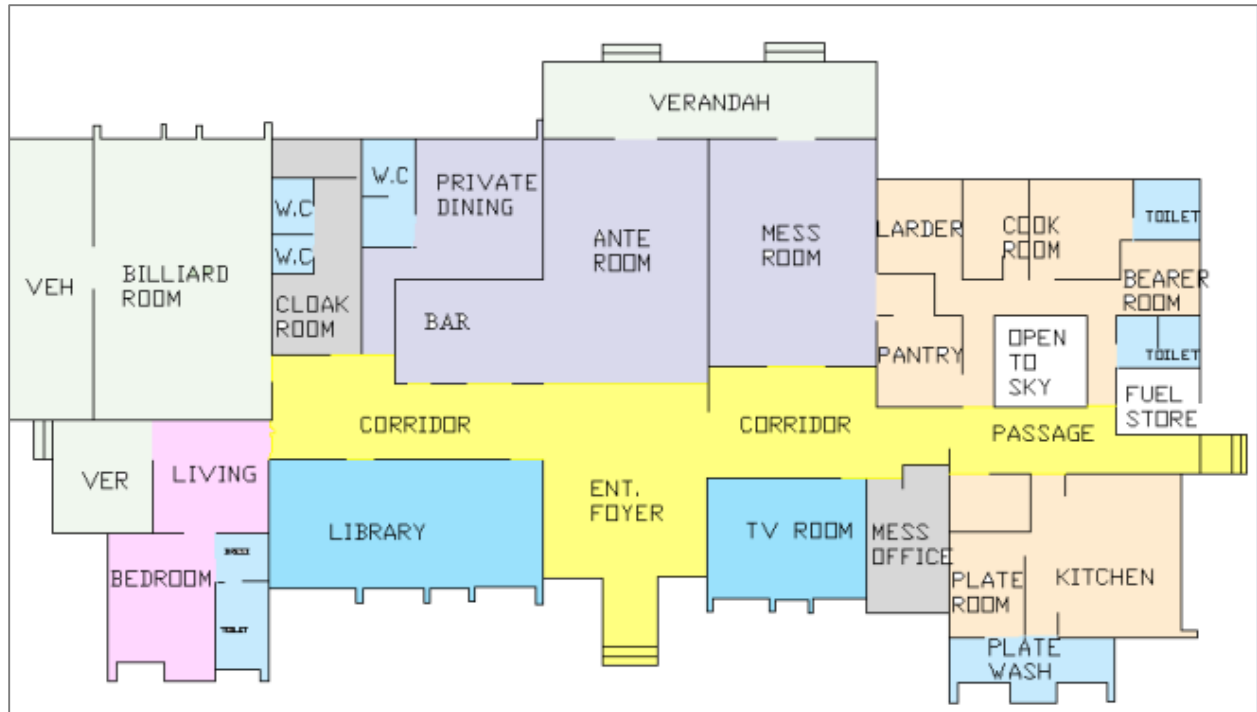 VERANDAH
W.C
PRIVATE
DINING
W.C
W.C
ANTE
ROOM
MESS
ROOM
LARDER
COOK
ROOM
TOILET
VEH
BILLIARD
ROOM
CLOAK
ROOM
BAR
BEARER
ROOM
PANTRY
OPEN
TO
SKY
TOILET
FUEL
STORE
CORRIDOR
CORRIDOR
PASSAGE
VER
LIVING
LIBRARY
ENT.
FOYER
TV ROOM
MESS
OFFICE
DRESS
BEDROOM
PLATE
ROOM
KITCHEN
TOILET
PLATE
WASH